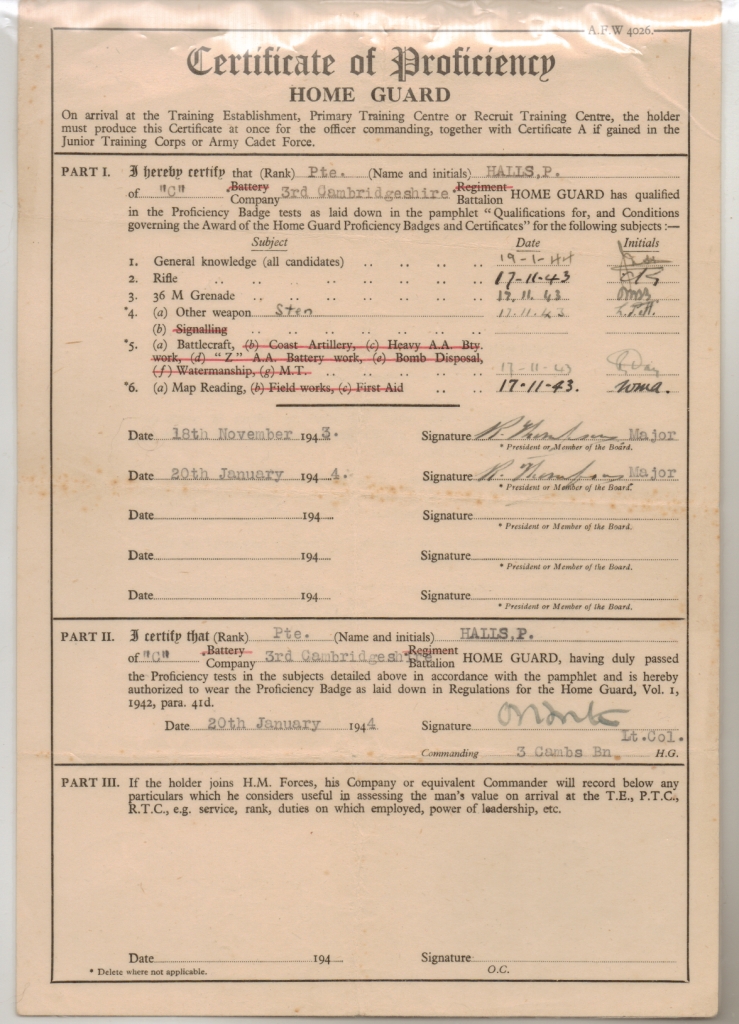 A.F.W 4026.
Certificate of Proficiency
HOME GUARD
On arrival at the Training Establishment, Primary Training Centre or Recruit Training Centre, the holder
must produce this Certificate at once for the officer commanding, together with Certificate A if gained in the
Junior Training Corps or Army Cadet Force.
PART I. I hereby certify that (Rank) Pte. (Name and initials) HALLS,P.
of "C" *Battery Company 3rd Cambridgeshire *Regiment Battalion HOME GUARD has qualified
in the Proficiency Badge tests as laid down in the pamphlet "Qualifications for, and Conditions
governing the Award of the Home Guard Proficiency Badges and Certificates" for the following subjects :—
Subject Date Initials
1. General knowledge (all candidates) .. .. .. .. 19-1-44
2. Rifle .. .. .. .. .. .. .. 17-11-43
3. 36 M Grenade .. .. .. .. .. .. 17.11.43
*4. (a) Other weapon Sten .. .. 17-11-43
(b) Signalling .. .. .. .. .. ..
*5. (a) Battlecraft, (b) Coast Artillery, (c) Heavy A.A. Bty.
work, (d) "Z" A.A. Battery work, (e) Bomb Disposal,
(f) Watermanship, (g) M.T. .. .. .. .. 17-11-43 Day
*6. (a) Map Reading, (b) Field works, (c) First Aid .. .. 17-11-43.
Date 18th November 1943. Signature R. Thompson Major
* President or Member of the Board.
Date 20th January 1944. Signature R. Thompson Major
* President or Member of the Board.
Date 194 Signature
* President or Member of the Board.
Date 194 Signature
* President or Member of the Board.
Date 194 Signature
* President or Member of the Board.
PART II. I certify that (Rank) Pte. (Name and initials) HALLS,P.
of "C" *Battery Company 3rd Cambridgeshire *Regiment Battalion HOME GUARD, having duly passed
the Proficiency tests in the subjects detailed above in accordance with the pamphlet and is hereby
authorized to wear the Proficiency Badge as laid down in Regulations for the Home Guard, Vol. 1,
1942, para. 41d.
Date 20th January 1944 Signature
Lt.Col.
Commanding 3 Cambs Bn. H.G.
PART III. If the holder joins H.M. Forces, his Company or equivalent Commander will record below any
particulars which he considers useful in assessing the man's value on arrival at the T.E., P.T.C.,
R.T.C., e.g. service, rank, duties on which employed, power of leadership, etc.
Date 194 Signature
* Delete where not applicable. O.C.